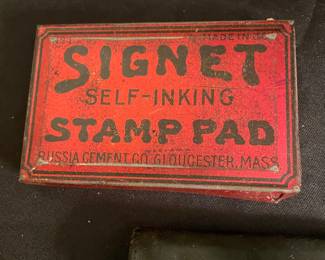 MADE IN
SIGNET
SELF-INKING
STAMP PAD
RUSSIA CEMENT CO. GLOUCESTER, MASS.